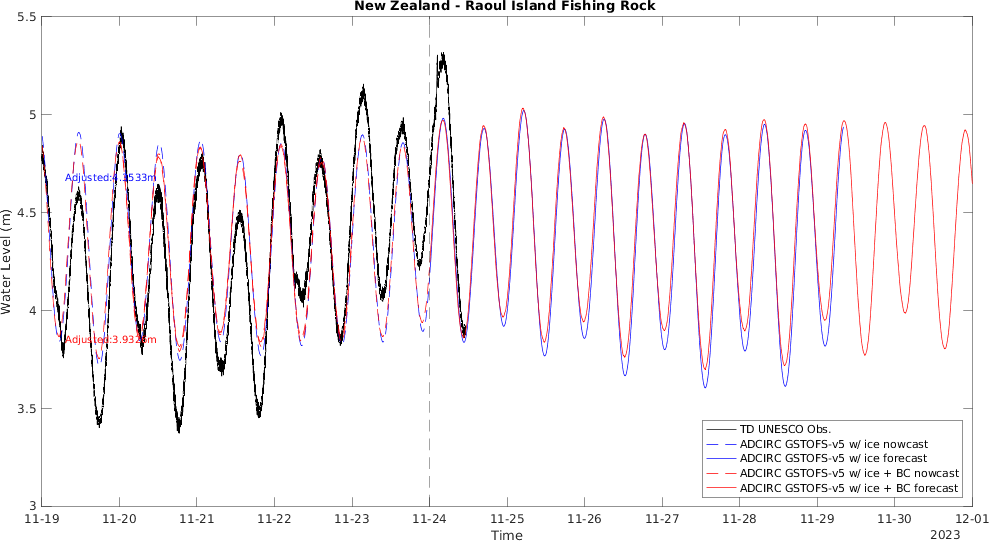 New Zealand - Raoul Island Fishing Rock
5.5
5
4.5
4
3.5
3
Water Level (m)
Adjusted:4.3533m
Adjusted:3.9326m
TD UNESCO Obs.
ADCIRC GSTOFS-v5 w/ ice nowcast
ADCIRC GSTOFS-v5 w/ ice forecast
ADCIRC GSTOFS-v5 w/ ice + BC nowcast
ADCIRC GSTOFS-v5 w/ ice + BC forecast
11-19 11-20 11-21 11-22 11-23 11-24 11-25 11-26 11-27 11-28 11-29 11-30 12-01
Time
2023